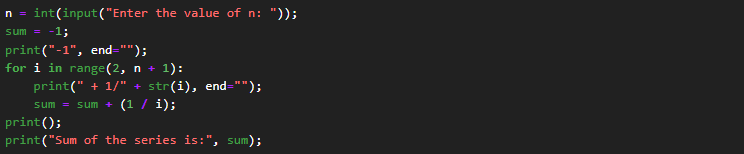 n = int(input("Enter the value of n: "));
sum = -1;
print("-1", end="");
for i in range(2, n + 1):
    print(" + 1/" + str(i), end="");
    sum = sum + (1 / i);
print();
print("Sum of the series is:", sum);